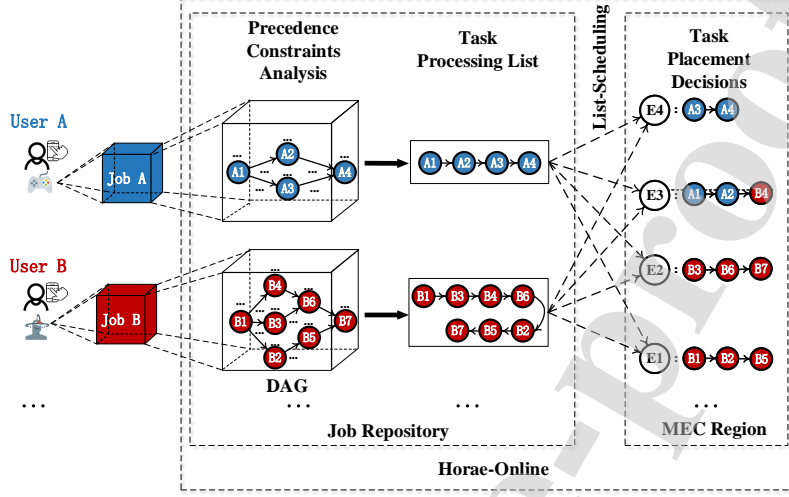 Precedence
Constraints
Analysis
Task
Processing List
List-Scheduling
Task
Placement
Decisions
User A
Job A
A1
A2
A3
A4
...
A1 A2 A3 A4
E4 : A3 A4
E3 : A1 A2 B4
User B
Job B
B1
B4
B3
B2
B6
B5
B7
...
DAG
B1 B3 B4 B6
B7 B5 B2
E2 : B3 B6 B7
E1 : B1 B2 B5
... ... ... ...
Job Repository
MEC Region
Horae-Online